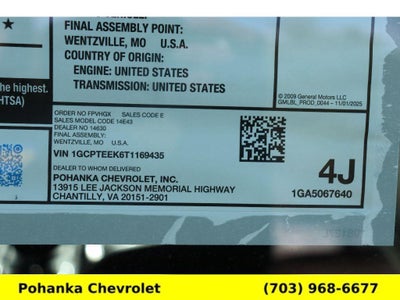 FINAL ASSEMBLY POINT:
WENTZVILLE, MO U.S.A.
COUNTRY OF ORIGIN:
ENGINE: UNITED STATES
TRANSMISSION: UNITED STATES
the highest.
HTSA)
© 2009 General Motors LLC
GMLBL_PROD_0044 - 11/01/2025
ORDER NO FPVHGX SALES CODE E
SALES MODEL CODE 14E43
DEALER NO 14630
FINAL ASSEMBLY:
WENTZVILLE, MO U.S.A.
VIN 1GCPTEEK6T1169435
DEALER TO WHOM DELIVERED
POHANKA CHEVROLET, INC.
13915 LEE JACKSON MEMORIAL HIGHWAY
CHANTILLY, VA 20151-2901
4J
1GA5067640
Pohanka Chevrolet (703) 968-6677